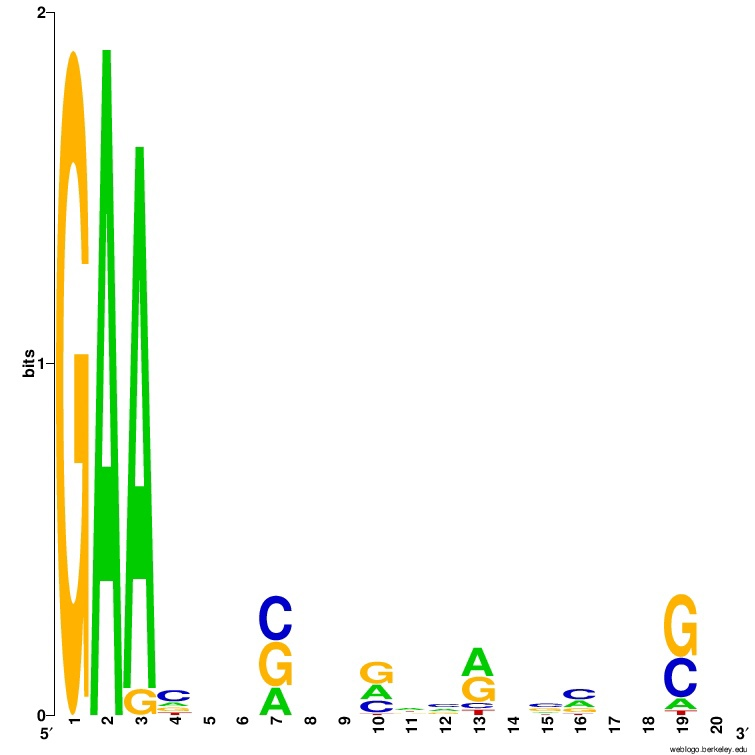 2
bits
1
0
G A A G C A G C G A G A C G A C A G C C A G G C A
5′ 1 2 3 4 5 6 7 8 9 10 11 12 13 14 15 16 17 18 19 20 3′
weblogo.berkeley.edu